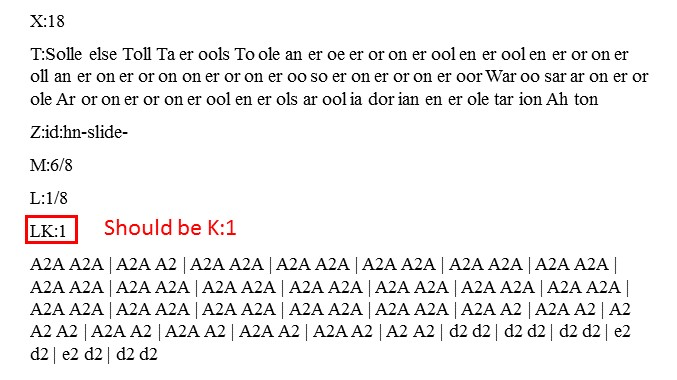 X:18
T:Solle else Toll Ta er ools To ole an er oe er or on er ool en er ool en er or on er
oll an er on er or on on er or on er oo so er on er or on er oor War oo sar ar on er or
ole Ar or on er or on er ool en er ols ar ool ia dor ian en er ole tar ion Ah ton
Z:id:hn-slide-
M:6/8
L:1/8
LK:1 Should be K:1
A2A A2A | A2A A2 | A2A A2A | A2A A2A | A2A A2A | A2A A2A | A2A A2A |
A2A A2A | A2A A2A | A2A A2A | A2A A2A | A2A A2A | A2A A2A | A2A A2A |
A2A A2A | A2A A2A | A2A A2A | A2A A2A | A2A A2A | A2A A2 | A2A A2 | A2
A2 A2 | A2A A2 | A2A A2 | A2A A2 | A2A A2 | A2 A2 | d2 d2 | d2 d2 | d2 d2 | e2
d2 | e2 d2 | d2 d2